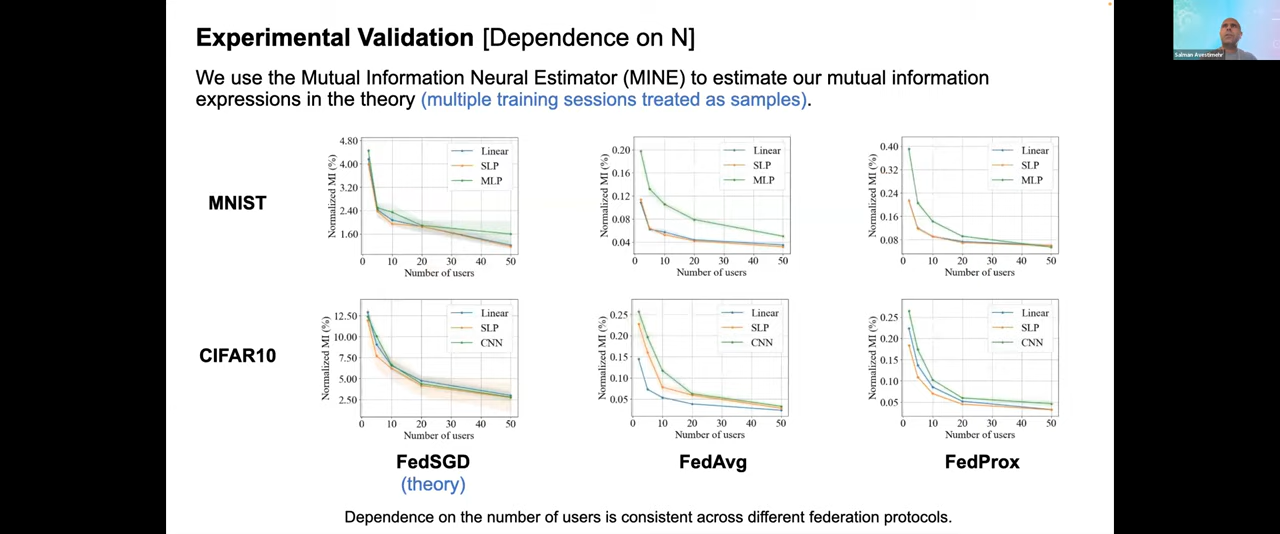 Experimental Validation [Dependence on N]
We use the Mutual Information Neural Estimator (MINE) to estimate our mutual information
expressions in the theory (multiple training sessions treated as samples).
Salman Avestimehr
MNIST
Normalized MI (%)
4.80
4.00
3.20
2.40
1.60
0 10 20 30 40 50
Number of users
Linear
SLP
MLP
Normalized MI (%)
0.20
0.16
0.12
0.08
0.04
0 10 20 30 40 50
Number of users
Linear
SLP
MLP
Normalized MI (%)
0.40
0.32
0.24
0.16
0.08
0 10 20 30 40 50
Number of users
Linear
SLP
MLP
CIFAR10
Normalized MI (%)
12.50
10.00
7.50
5.00
2.50
0 10 20 30 40 50
Number of users
Linear
SLP
CNN
Normalized MI (%)
0.25
0.20
0.15
0.10
0.05
0 10 20 30 40 50
Number of users
Linear
SLP
CNN
Normalized MI (%)
0.25
0.20
0.15
0.10
0.05
0 10 20 30 40 50
Number of users
Linear
SLP
CNN
FedSGD
(theory)
FedAvg
FedProx
Dependence on the number of users is consistent across different federation protocols.